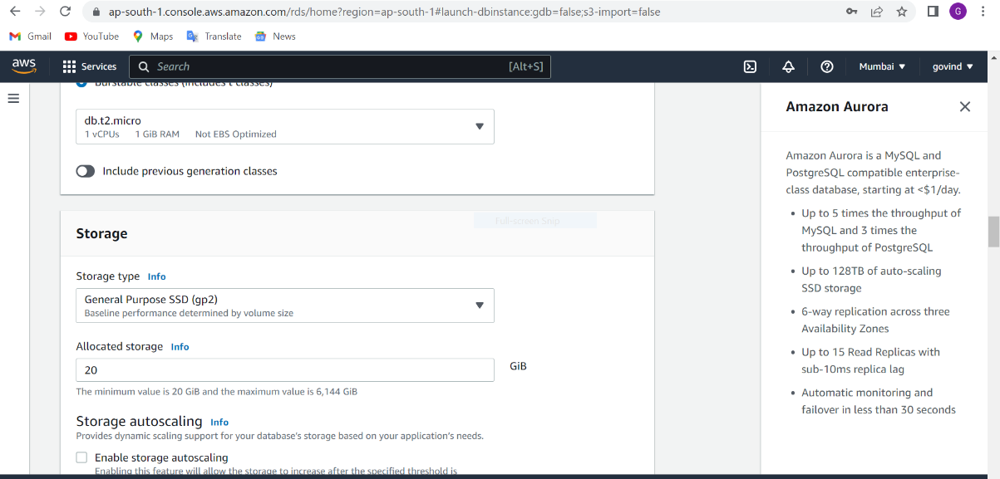 ap-south-1.console.aws.amazon.com/rds/home?region=ap-south-1#launch-dbinstance:gdb=false;s3-import=false
G
Gmail YouTube Maps Translate News
aws Services Search [Alt+S] Mumbai govind
Burstable classes (includes t classes)
db.t2.micro
1 vCPUs 1 GiB RAM Not EBS Optimized
Include previous generation classes
Full-screen Snip
Storage
Storage type Info
General Purpose SSD (gp2)
Baseline performance determined by volume size
Allocated storage Info
20
GiB
The minimum value is 20 GiB and the maximum value is 6,144 GiB
Storage autoscaling Info
Provides dynamic scaling support for your database's storage based on your application's needs.
Enable storage autoscaling
Enabling this feature will allow the storage to increase after the specified threshold is
Amazon Aurora
Amazon Aurora is a MySQL and
PostgreSQL compatible enterprise-
class database, starting at <$1/day.
• Up to 5 times the throughput of
MySQL and 3 times the
throughput of PostgreSQL
• Up to 128TB of auto-scaling
SSD storage
• 6-way replication across three
Availability Zones
• Up to 15 Read Replicas with
sub-10ms replica lag
• Automatic monitoring and
failover in less than 30 seconds